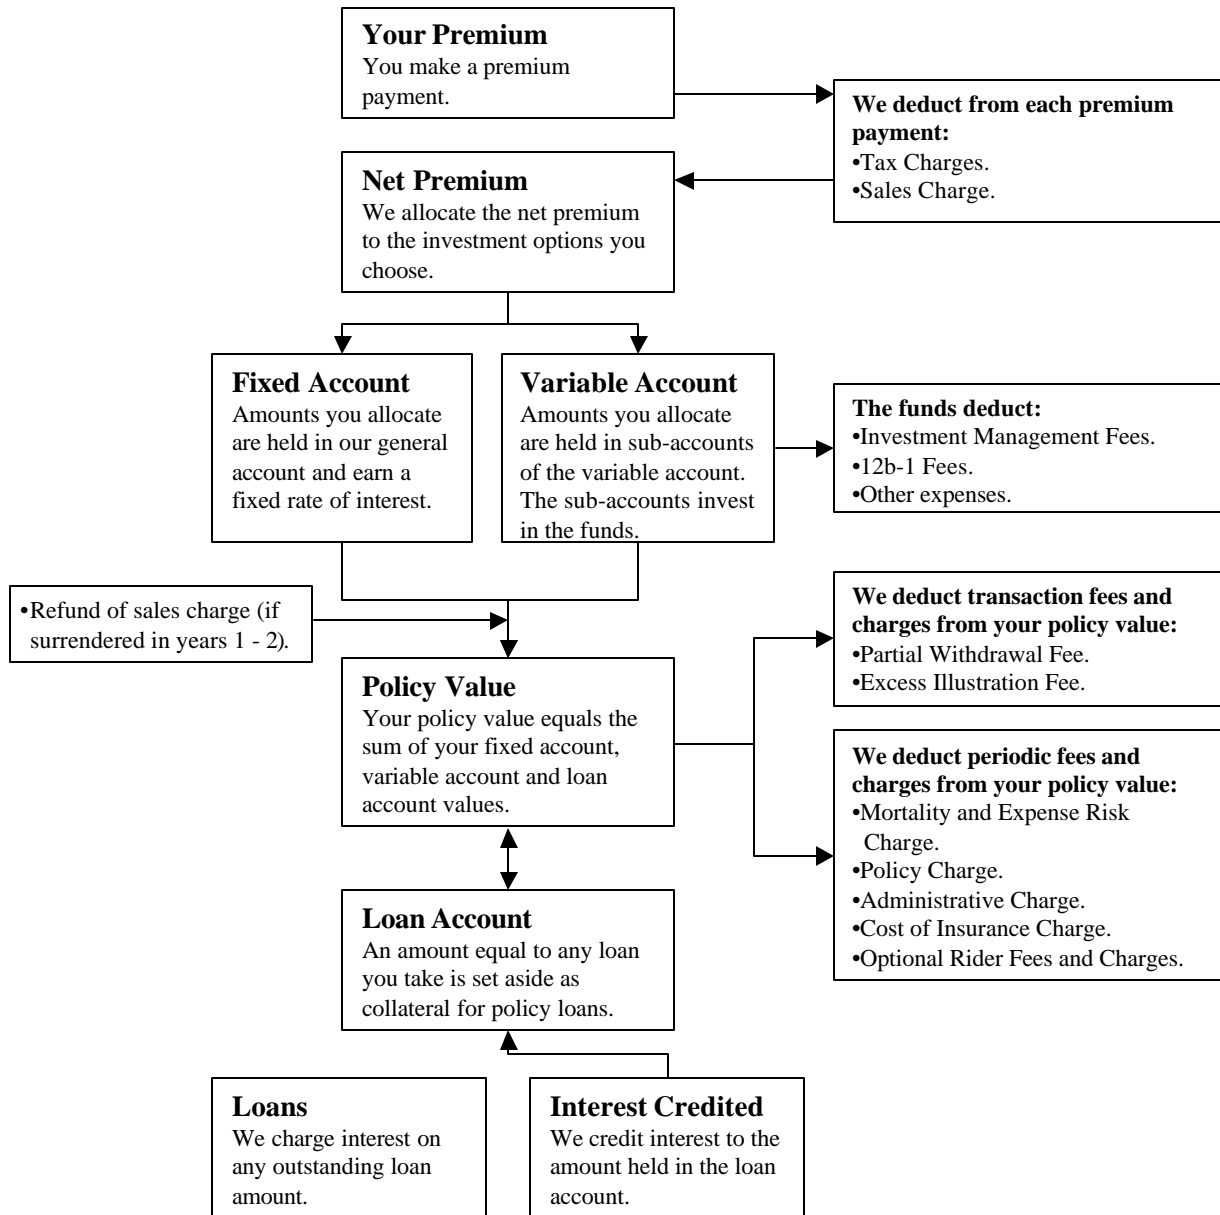 Your Premium
You make a premium
payment.
We deduct from each premium
payment:
•Tax Charges.
•Sales Charge.
Net Premium
We allocate the net premium
to the investment options you
choose.
Fixed Account
Amounts you allocate
are held in our general
account and earn a
fixed rate of interest.
Variable Account
Amounts you allocate
are held in sub-accounts
of the variable account.
The sub-accounts invest
in the funds.
The funds deduct:
•Investment Management Fees.
•12b-1 Fees.
•Other expenses.
•Refund of sales charge (if
surrendered in years 1 - 2).
We deduct transaction fees and
charges from your policy value:
•Partial Withdrawal Fee.
•Excess Illustration Fee.
Policy Value
Your policy value equals the
sum of your fixed account,
variable account and loan
account values.
We deduct periodic fees and
charges from your policy value:
•Mortality and Expense Risk
Charge.
•Policy Charge.
•Administrative Charge.
•Cost of Insurance Charge.
•Optional Rider Fees and Charges.
Loan Account
An amount equal to any loan
you take is set aside as
collateral for policy loans.
Loans
We charge interest on
any outstanding loan
amount.
Interest Credited
We credit interest to the
amount held in the loan
account.